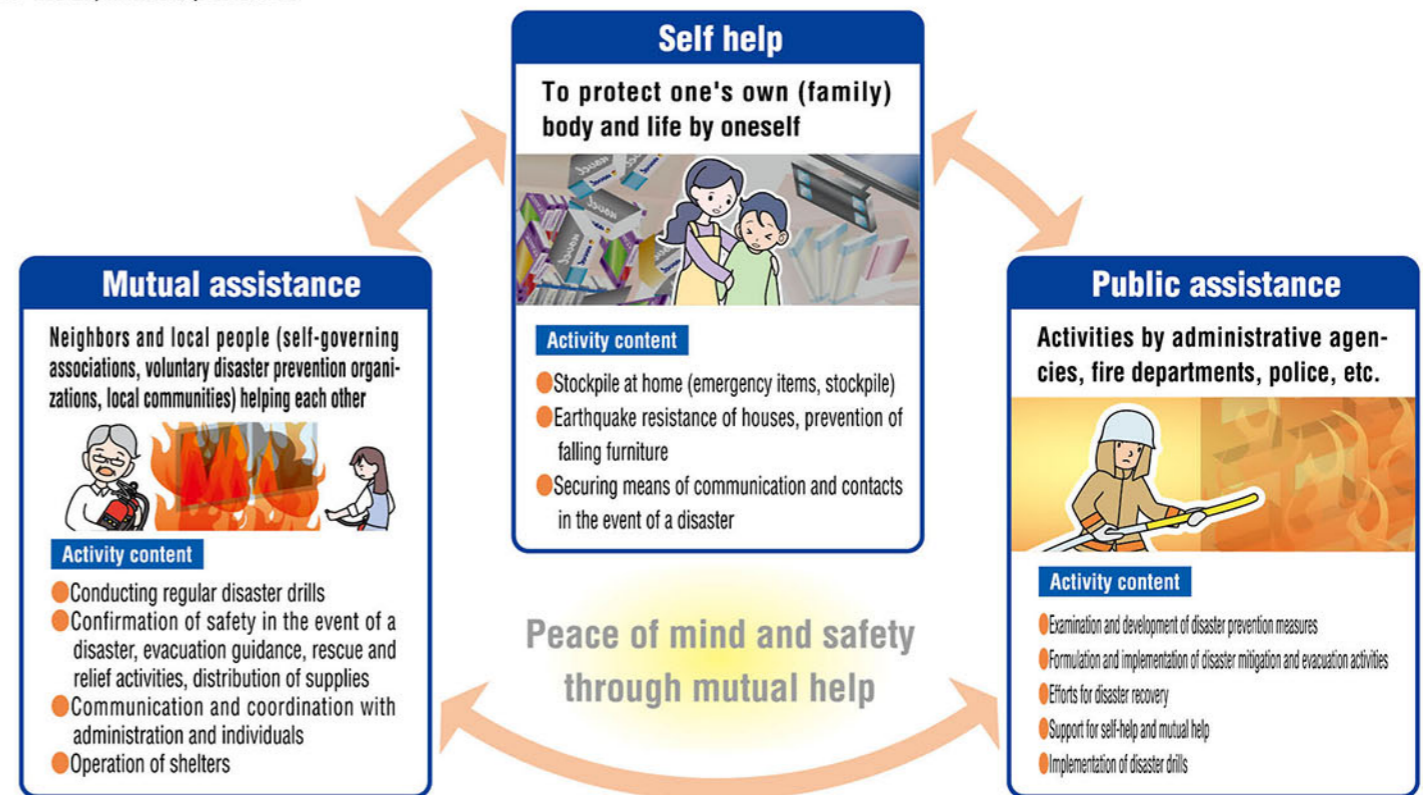 Self help
To protect one's own (family)
body and life by oneself
Activity content
Stockpile at home (emergency items, stockpile)
Earthquake resistance of houses, prevention of
falling furniture
Securing means of communication and contacts
in the event of a disaster
Mutual assistance
Neighbors and local people (self-governing
associations, voluntary disaster prevention organi-
zations, local communities) helping each other
Activity content
Conducting regular disaster drills
Confirmation of safety in the event of a
disaster, evacuation guidance, rescue and
relief activities, distribution of supplies
Communication and coordination with
administration and individuals
Operation of shelters
Public assistance
Activities by administrative agen-
cies, fire departments, police, etc.
Activity content
Examination and development of disaster prevention measures
Formulation and implementation of disaster mitigation and evacuation activities
Efforts for disaster recovery
Support for self-help and mutual help
Implementation of disaster drills
Peace of mind and safety
through mutual help